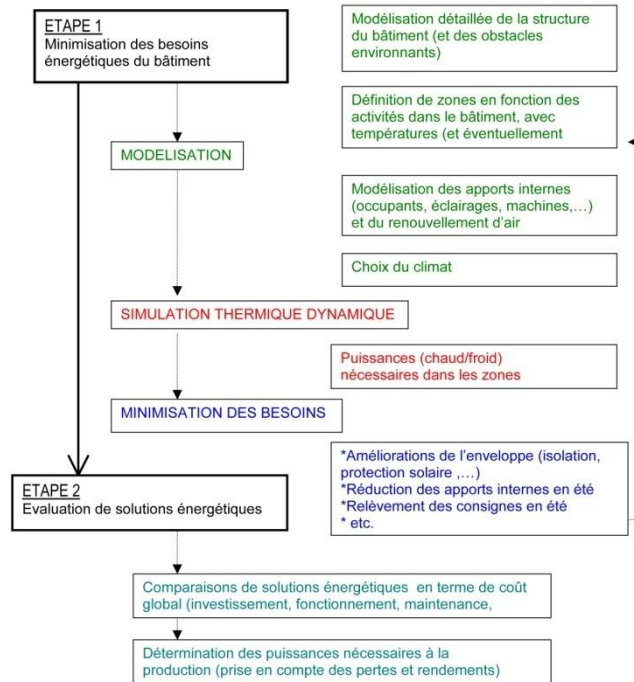 ETAPE 1
Minimisation des besoins
énergétiques du bâtiment
Modélisation détaillée de la structure
du bâtiment (et des obstacles
environnants)
Définition de zones en fonction des
activités dans le bâtiment, avec
températures (et éventuellement
MODELISATION
Modélisation des apports internes
(occupants, éclairages, machines,…)
et du renouvellement d'air
Choix du climat
SIMULATION THERMIQUE DYNAMIQUE
Puissances (chaud/froid)
nécessaires dans les zones
MINIMISATION DES BESOINS
*Améliorations de l'enveloppe (isolation,
protection solaire ,…)
*Réduction des apports internes en été
*Relèvement des consignes en été
* etc.
ETAPE 2
Evaluation de solutions énergétiques
Comparaisons de solutions énergétiques en terme de coût
global (investissement, fonctionnement, maintenance,
Détermination des puissances nécessaires à la
production (prise en compte des pertes et rendements)